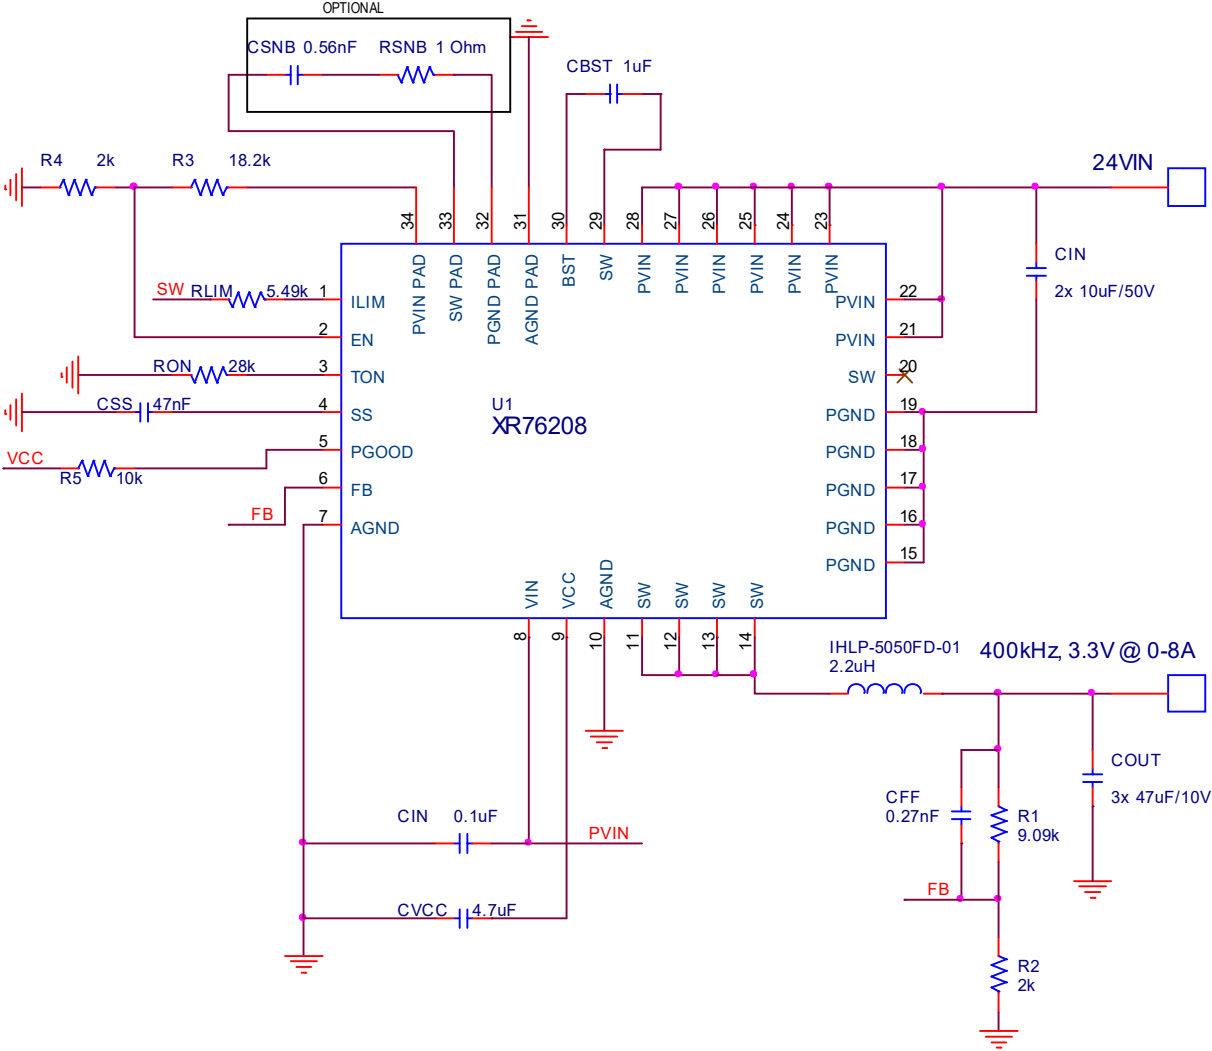 OPTIONAL
CSNB 0.56nF RSNB 1 Ohm
CBST 1uF
R4 2k R3 18.2k
24VIN
34 33 32 31 30 29 28 27 26 25 24 23
PVIN PAD
SW PAD
PGND PAD
AGND PAD
BST
SW
PVIN
PVIN
PVIN
PVIN
PVIN
PVIN
CIN
2x 10uF/50V
SW RLIM 5.49k 1 ILIM
2 EN
RON 28k 3 TON
CSS 47nF 4 SS
5 PGOOD
VCC
R5 10k
6 FB
FB
7 AGND
U1
XR76208
PVIN 22
PVIN 21
SW 20
PGND 19
PGND 18
PGND 17
PGND 16
PGND 15
VIN
VCC
AGND
SW
SW
SW
SW
8 9 10 11 12 13 14
IHLP-5050FD-01
2.2uH
400kHz, 3.3V @ 0-8A
COUT
3x 47uF/10V
CFF
0.27nF
R1
9.09k
CIN 0.1uF
PVIN
FB
CVCC 4.7uF
R2
2k